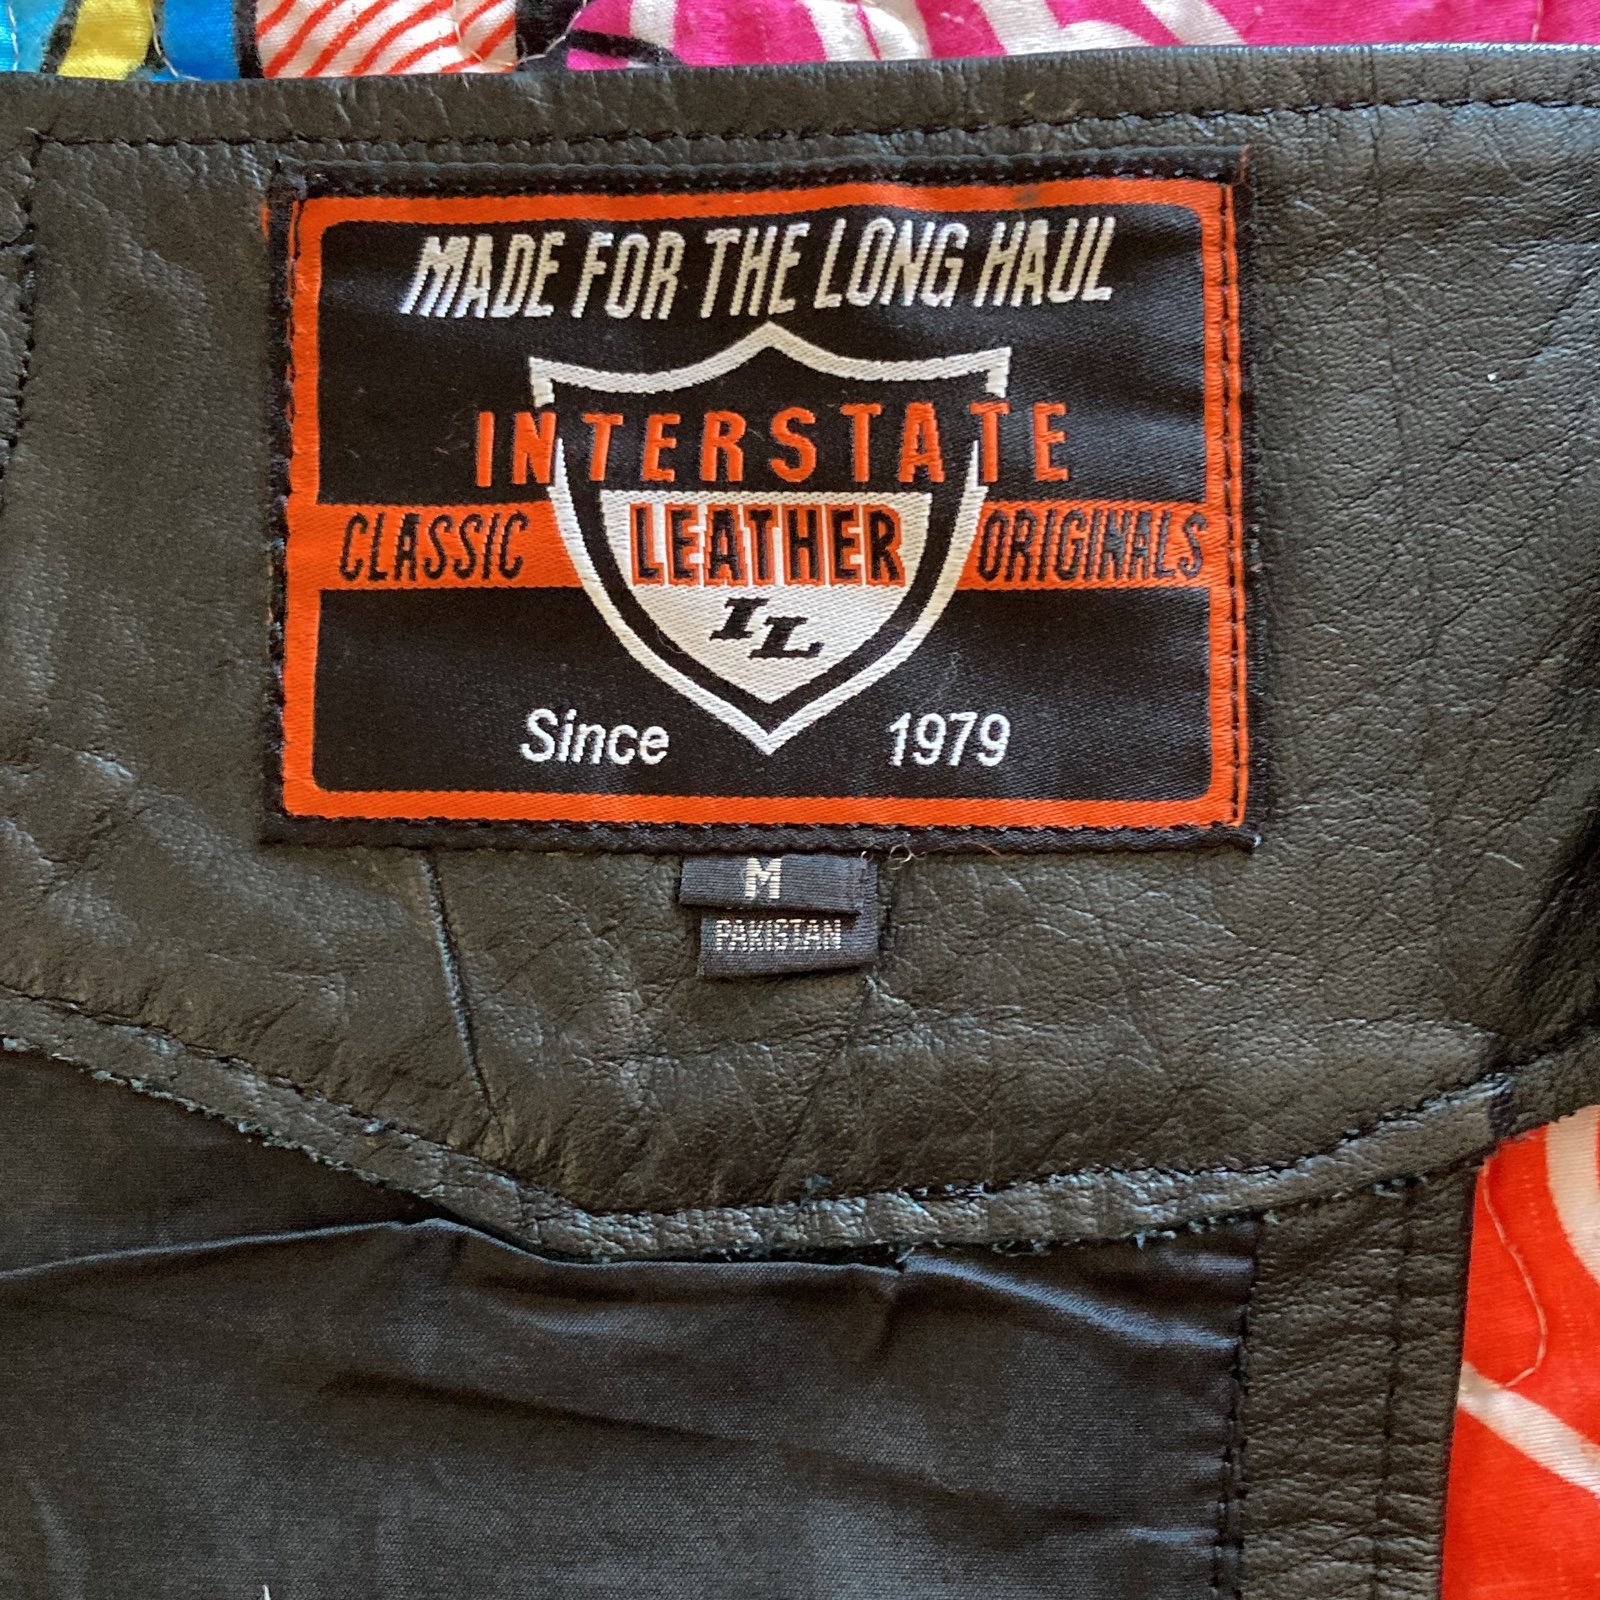 MADE FOR THE LONG HAUL
INTERSTATE
CLASSIC LEATHER ORIGINALS
IL
Since 1979
M
PAKISTAN